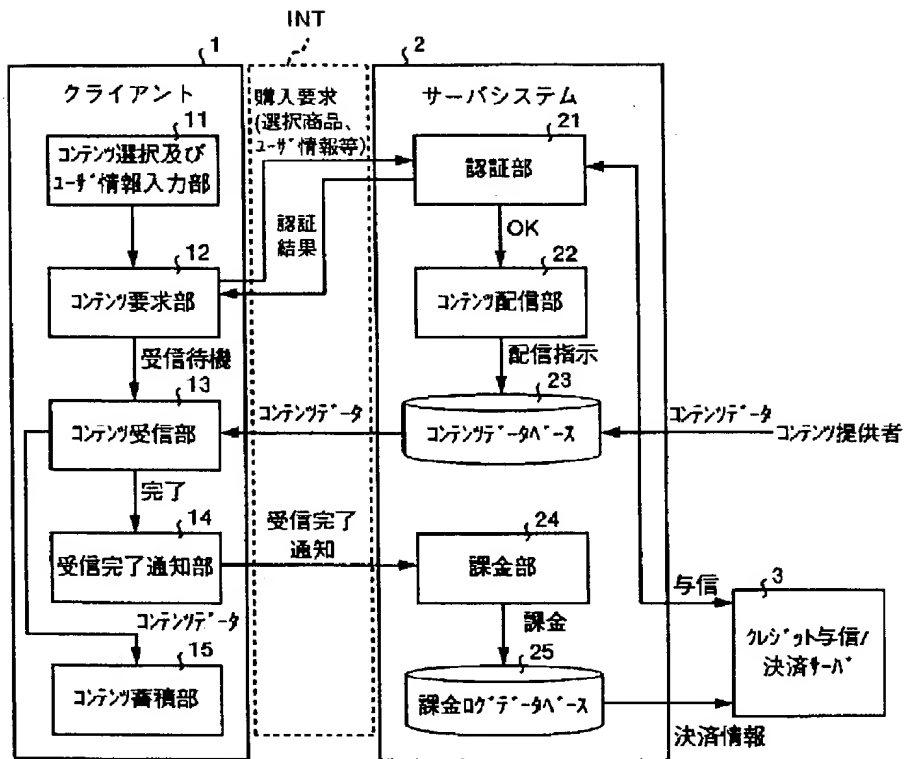 INT
1
2
クライアント
購入要求
(選択商品、
ユーザ情報等)
サーバシステム
11
コンテンツ選択及び
ユーザ情報入力部
21
認証部
認証
結果
OK
12
コンテンツ要求部
22
コンテンツ配信部
受信待機
配信指示
13
コンテンツ受信部
コンテンツデータ
23
コンテンツデータベース
コンテンツデータ
コンテンツ提供者
完了
14
受信完了通知部
受信完了
通知
24
課金部
与信
3
クレジット与信/
決済サーバ
コンテンツデータ
課金
15
コンテンツ蓄積部
25
課金ログデータベース
決済情報